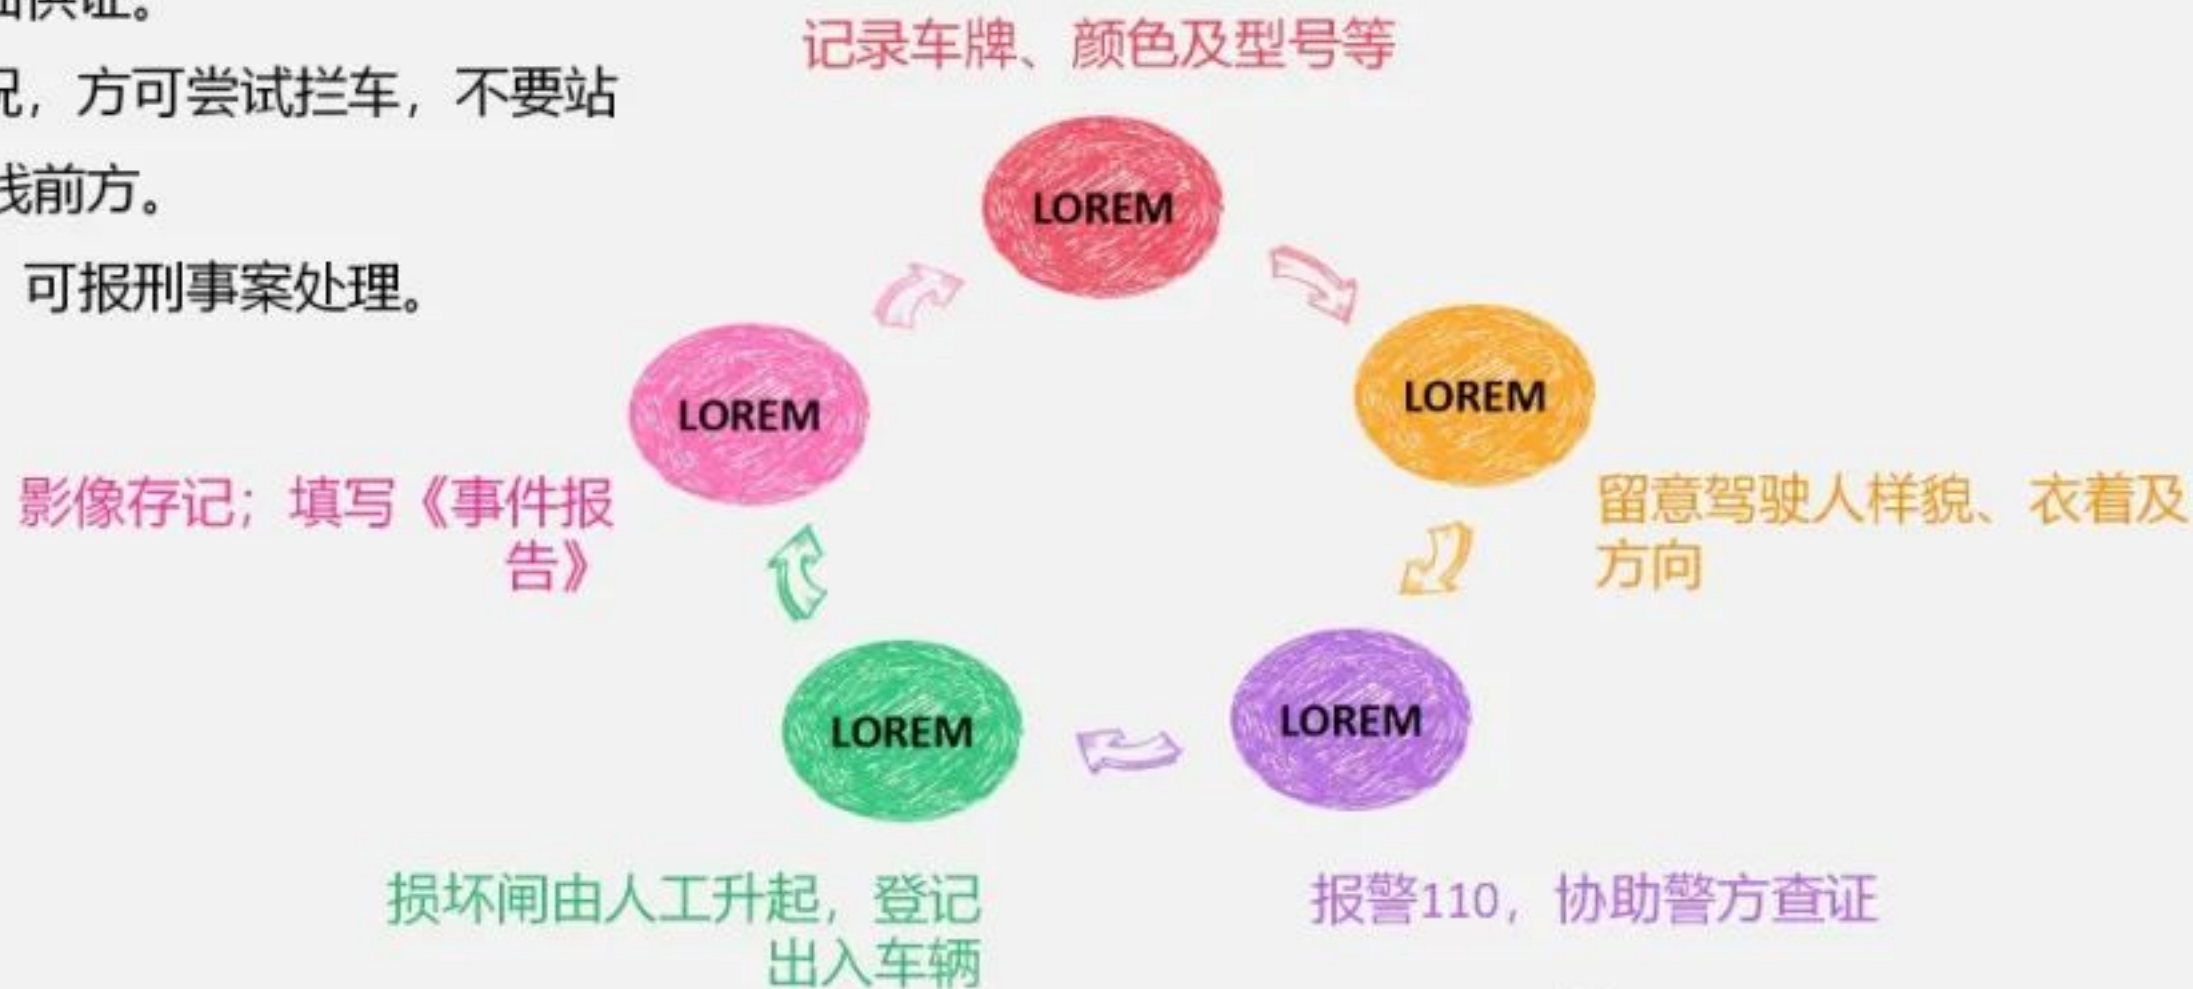 供证。
况，方可尝试拦车，不要站
线前方。
可报刑事案处理。
记录车牌、颜色及型号等
LOREM
LOREM
LOREM
影像存记；填写《事件报
告》
留意驾驶人样貌、衣着及
方向
LOREM
LOREM
损坏闸由人工升起，登记
出入车辆
报警110，协助警方查证